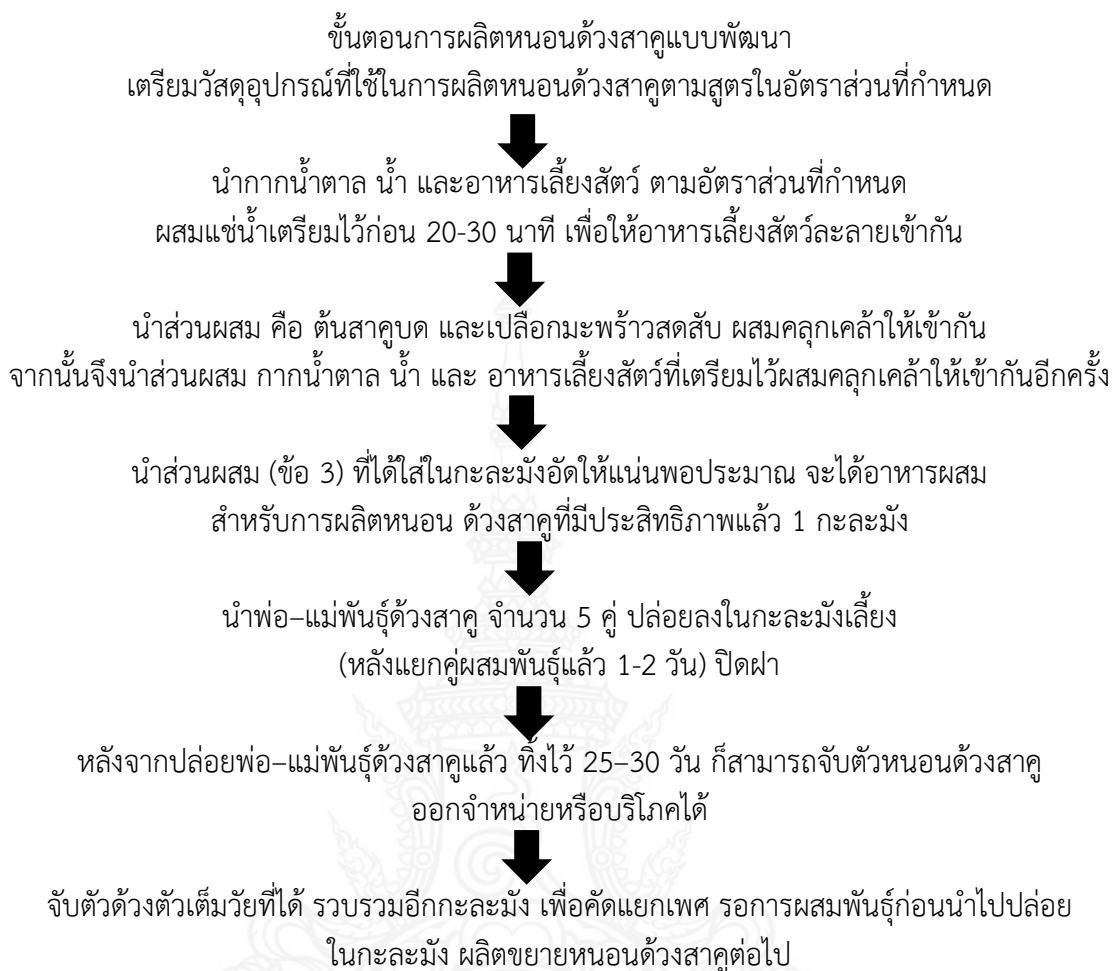 ขั้นตอนการผลิตหนอนด้วงสาคูแบบพัฒนา
เตรียมวัสดุอุปกรณ์ที่ใช้ในการผลิตหนอนด้วงสาคูตามสูตรในอัตราส่วนที่กำหนด
นำกากน้ำตาล น้ำ และอาหารเลี้ยงสัตว์ ตามอัตราส่วนที่กำหนด
ผสมแช่น้ำเตรียมไว้ก่อน 20-30 นาที เพื่อให้อาหารเลี้ยงสัตว์ละลายเข้ากัน
นำส่วนผสม คือ ต้นสาคูบด และเปลือกมะพร้าวสดสับ ผสมคลุกเคล้าให้เข้ากัน
จากนั้นจึงนำส่วนผสม กากน้ำตาล น้ำ และ อาหารเลี้ยงสัตว์ที่เตรียมไว้ผสมคลุกเคล้าให้เข้ากันอีกครั้ง
นำส่วนผสม (ข้อ 3) ที่ได้ใส่ในกะละมังอัดให้แน่นพอประมาณ จะได้อาหารผสม
สำหรับการผลิตหนอน ด้วงสาคูที่มีประสิทธิภาพแล้ว 1 กะละมัง
นำพ่อ–แม่พันธุ์ด้วงสาคู จำนวน 5 คู่ ปล่อยลงในกะละมังเลี้ยง
(หลังแยกคู่ผสมพันธุ์แล้ว 1-2 วัน) ปิดฝา
หลังจากปล่อยพ่อ–แม่พันธุ์ด้วงสาคูแล้ว ทิ้งไว้ 25–30 วัน ก็สามารถจับตัวหนอนด้วงสาคู
ออกจำหน่ายหรือบริโภคได้
จับตัวด้วงตัวเต็มวัยที่ได้ รวบรวมอีกกะละมัง เพื่อคัดแยกเพศ รอการผสมพันธุ์ก่อนนำไปปล่อย
ในกะละมัง ผลิตขยายหนอนด้วงสาคูต่อไป